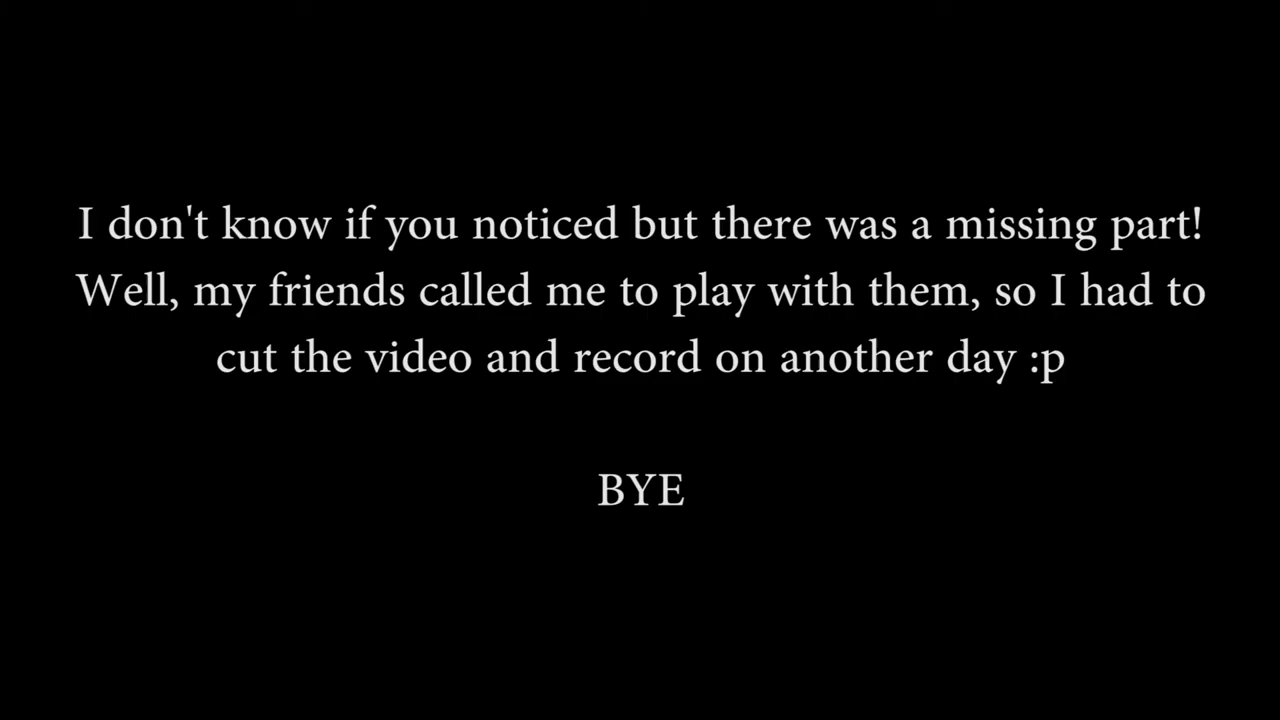 I don't know if you noticed but there was a missing part!
Well, my friends called me to play with them, so I had to
cut the video and record on another day :p
BYE